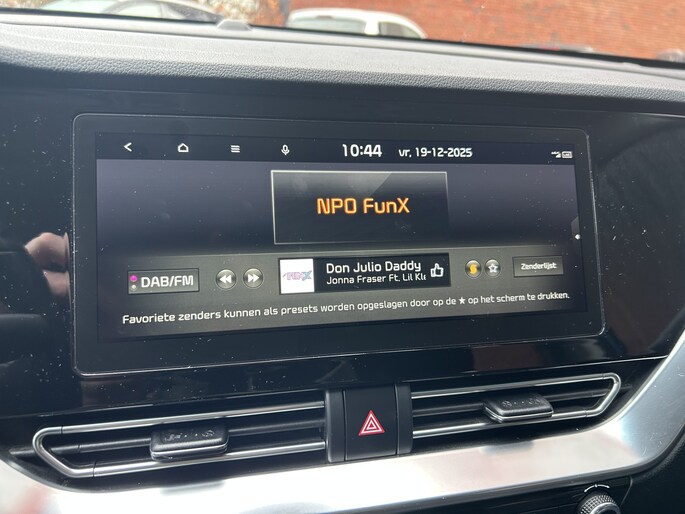 10:44 vr, 19-12-2025
NPO FunX
DAB/FM
Don Julio Daddy
Jonna Fraser Ft. Lil Kle
Zenderlijst
Favoriete zenders kunnen als presets worden opgeslagen door op de ★ op het scherm te drukken.